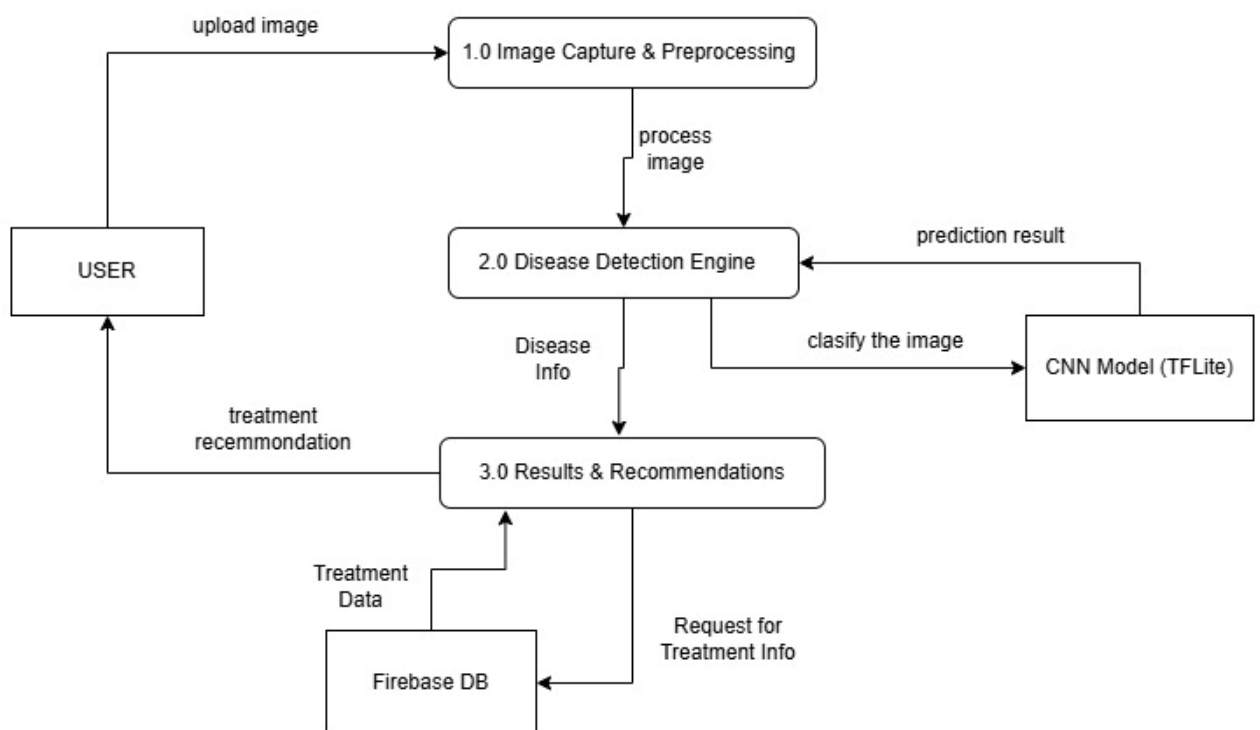 upload image
1.0 Image Capture & Preprocessing
process
image
prediction result
USER
2.0 Disease Detection Engine
Disease
Info
clasify the image
CNN Model (TFLite)
treatment
recemmondation
3.0 Results & Recommendations
Treatment
Data
Request for
Treatment Info
Firebase DB